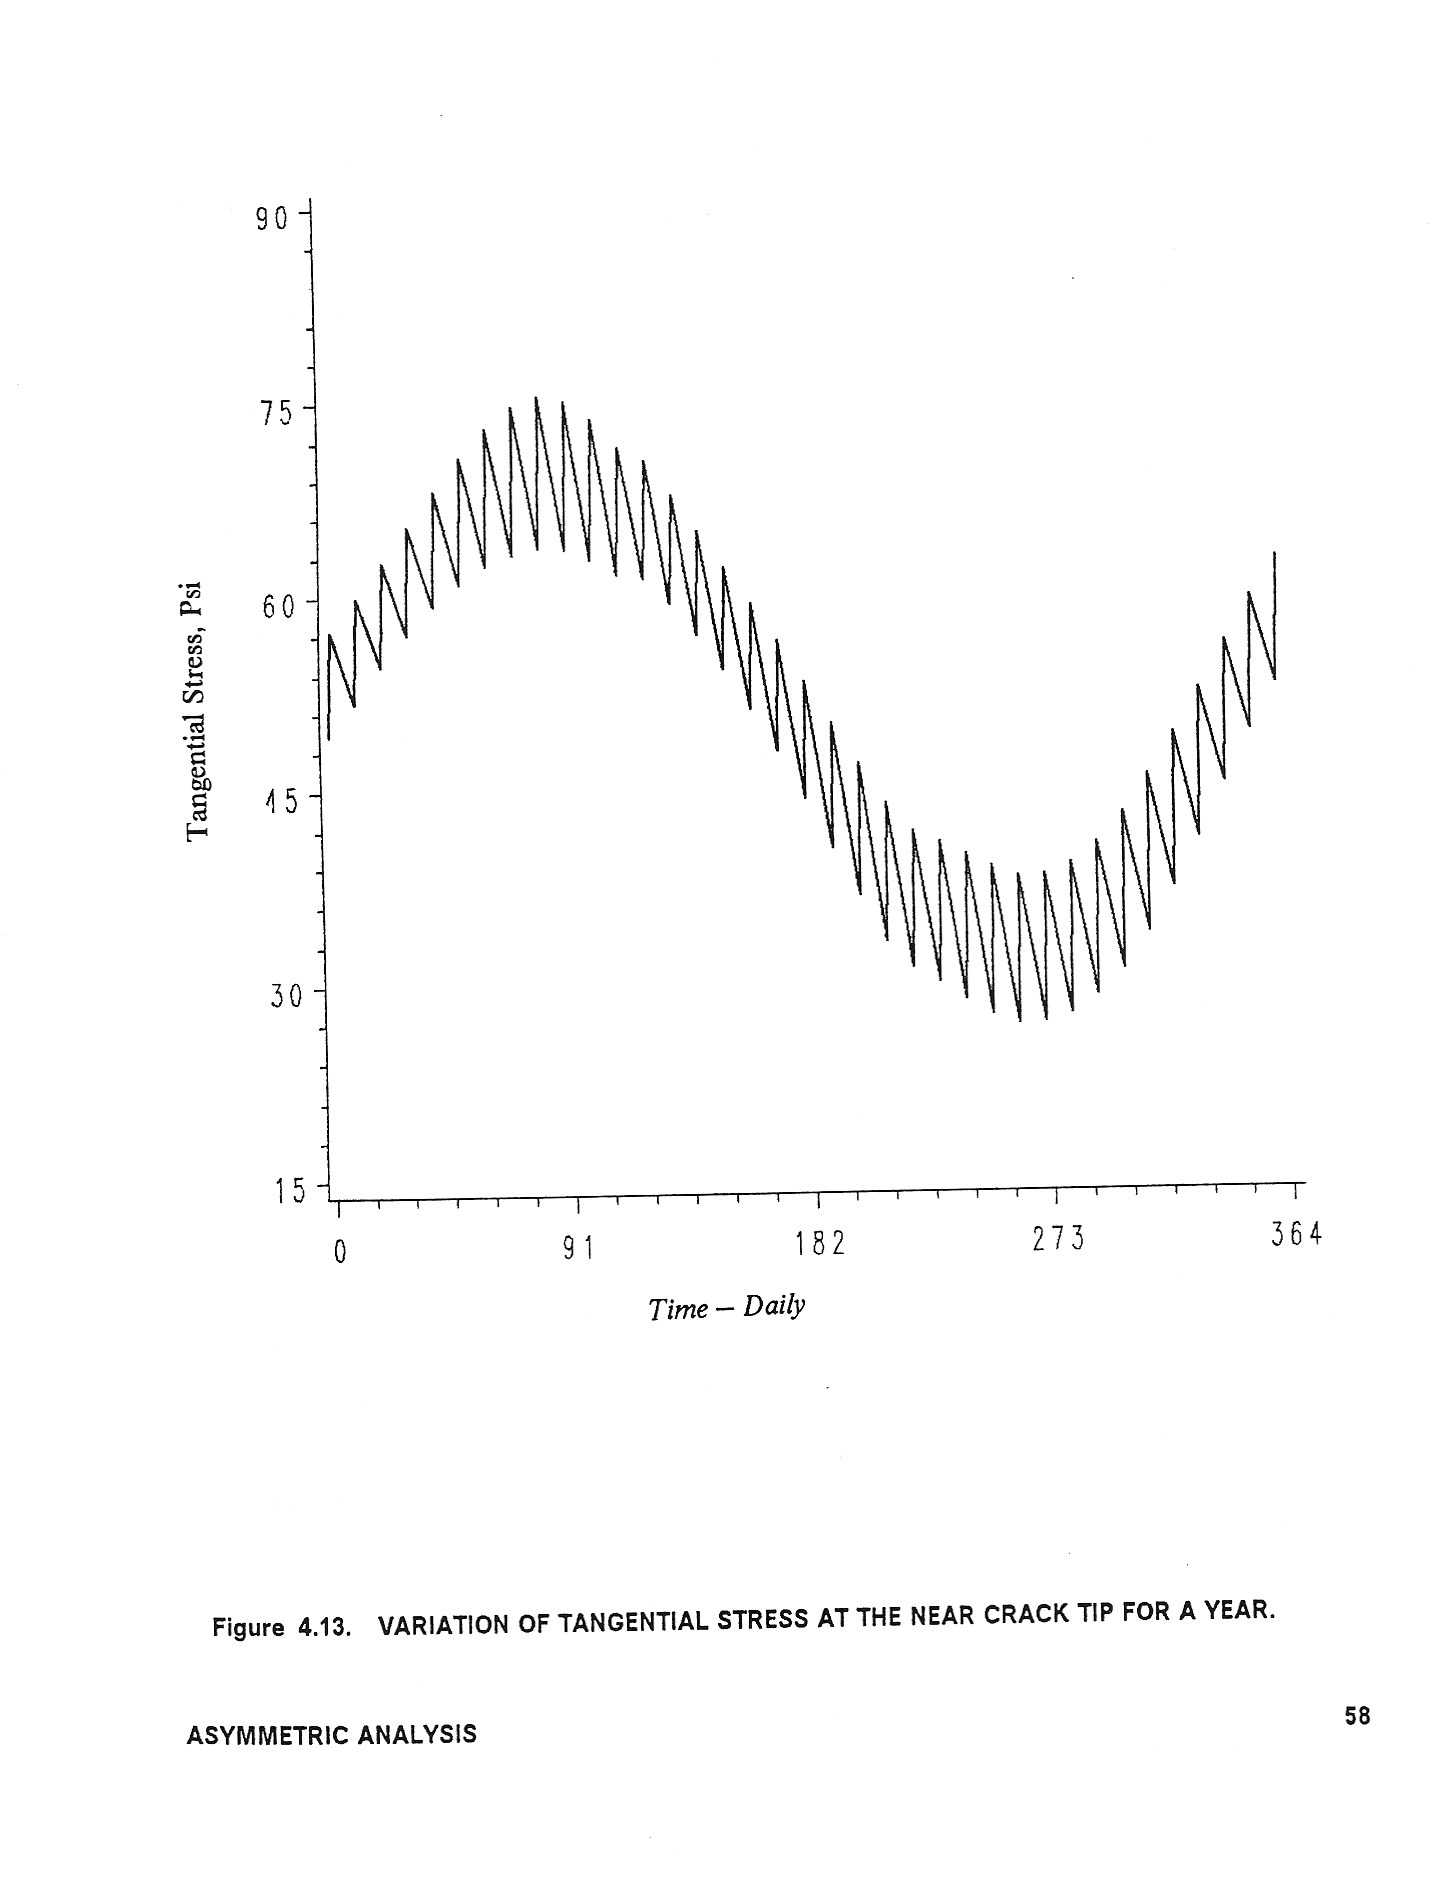 90
75
60
45
30
15
Tangential Stress, Psi
0 91 182 273 364
Time – Daily
Figure 4.13. VARIATION OF TANGENTIAL STRESS AT THE NEAR CRACK TIP FOR A YEAR.
ASYMMETRIC ANALYSIS
58